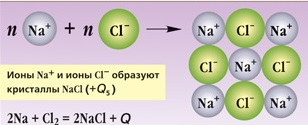 n Na⁺ + n Cl⁻ → Na⁺ Cl⁻ Na⁺
Cl⁻ Na⁺ Cl⁻
Na⁺ Cl⁻ Na⁺
Ионы Na⁺ и ионы Cl⁻ образуют
кристаллы NaCl (+Q₅)
2Na + Cl₂ = 2NaCl + Q